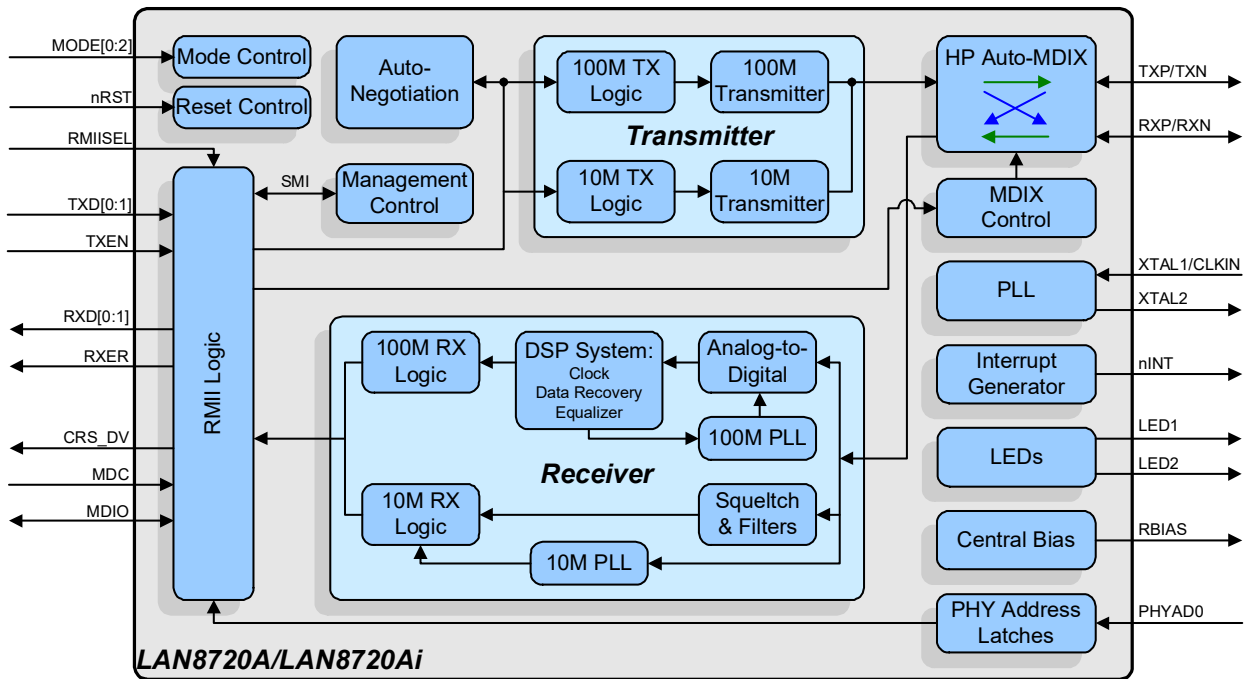 MODE[0:2]
nRST
RMIISEL
TXD[0:1]
TXEN
RXD[0:1]
RXER
CRS_DV
MDC
MDIO
Mode Control
Reset Control
RMII Logic
Auto-
Negotiation
SMI
Management
Control
100M TX
Logic
100M
Transmitter
Transmitter
10M TX
Logic
10M
Transmitter
HP Auto-MDIX
MDIX
Control
PLL
Interrupt
Generator
LEDs
Central Bias
PHY Address
Latches
100M RX
Logic
DSP System:
Clock
Data Recovery
Equalizer
Analog-to-
Digital
100M PLL
Receiver
10M RX
Logic
Squeltch
& Filters
10M PLL
TXP/TXN
RXP/RXN
XTAL1/CLKIN
XTAL2
nINT
LED1
LED2
RBIAS
PHYAD0
LAN8720A/LAN8720Ai